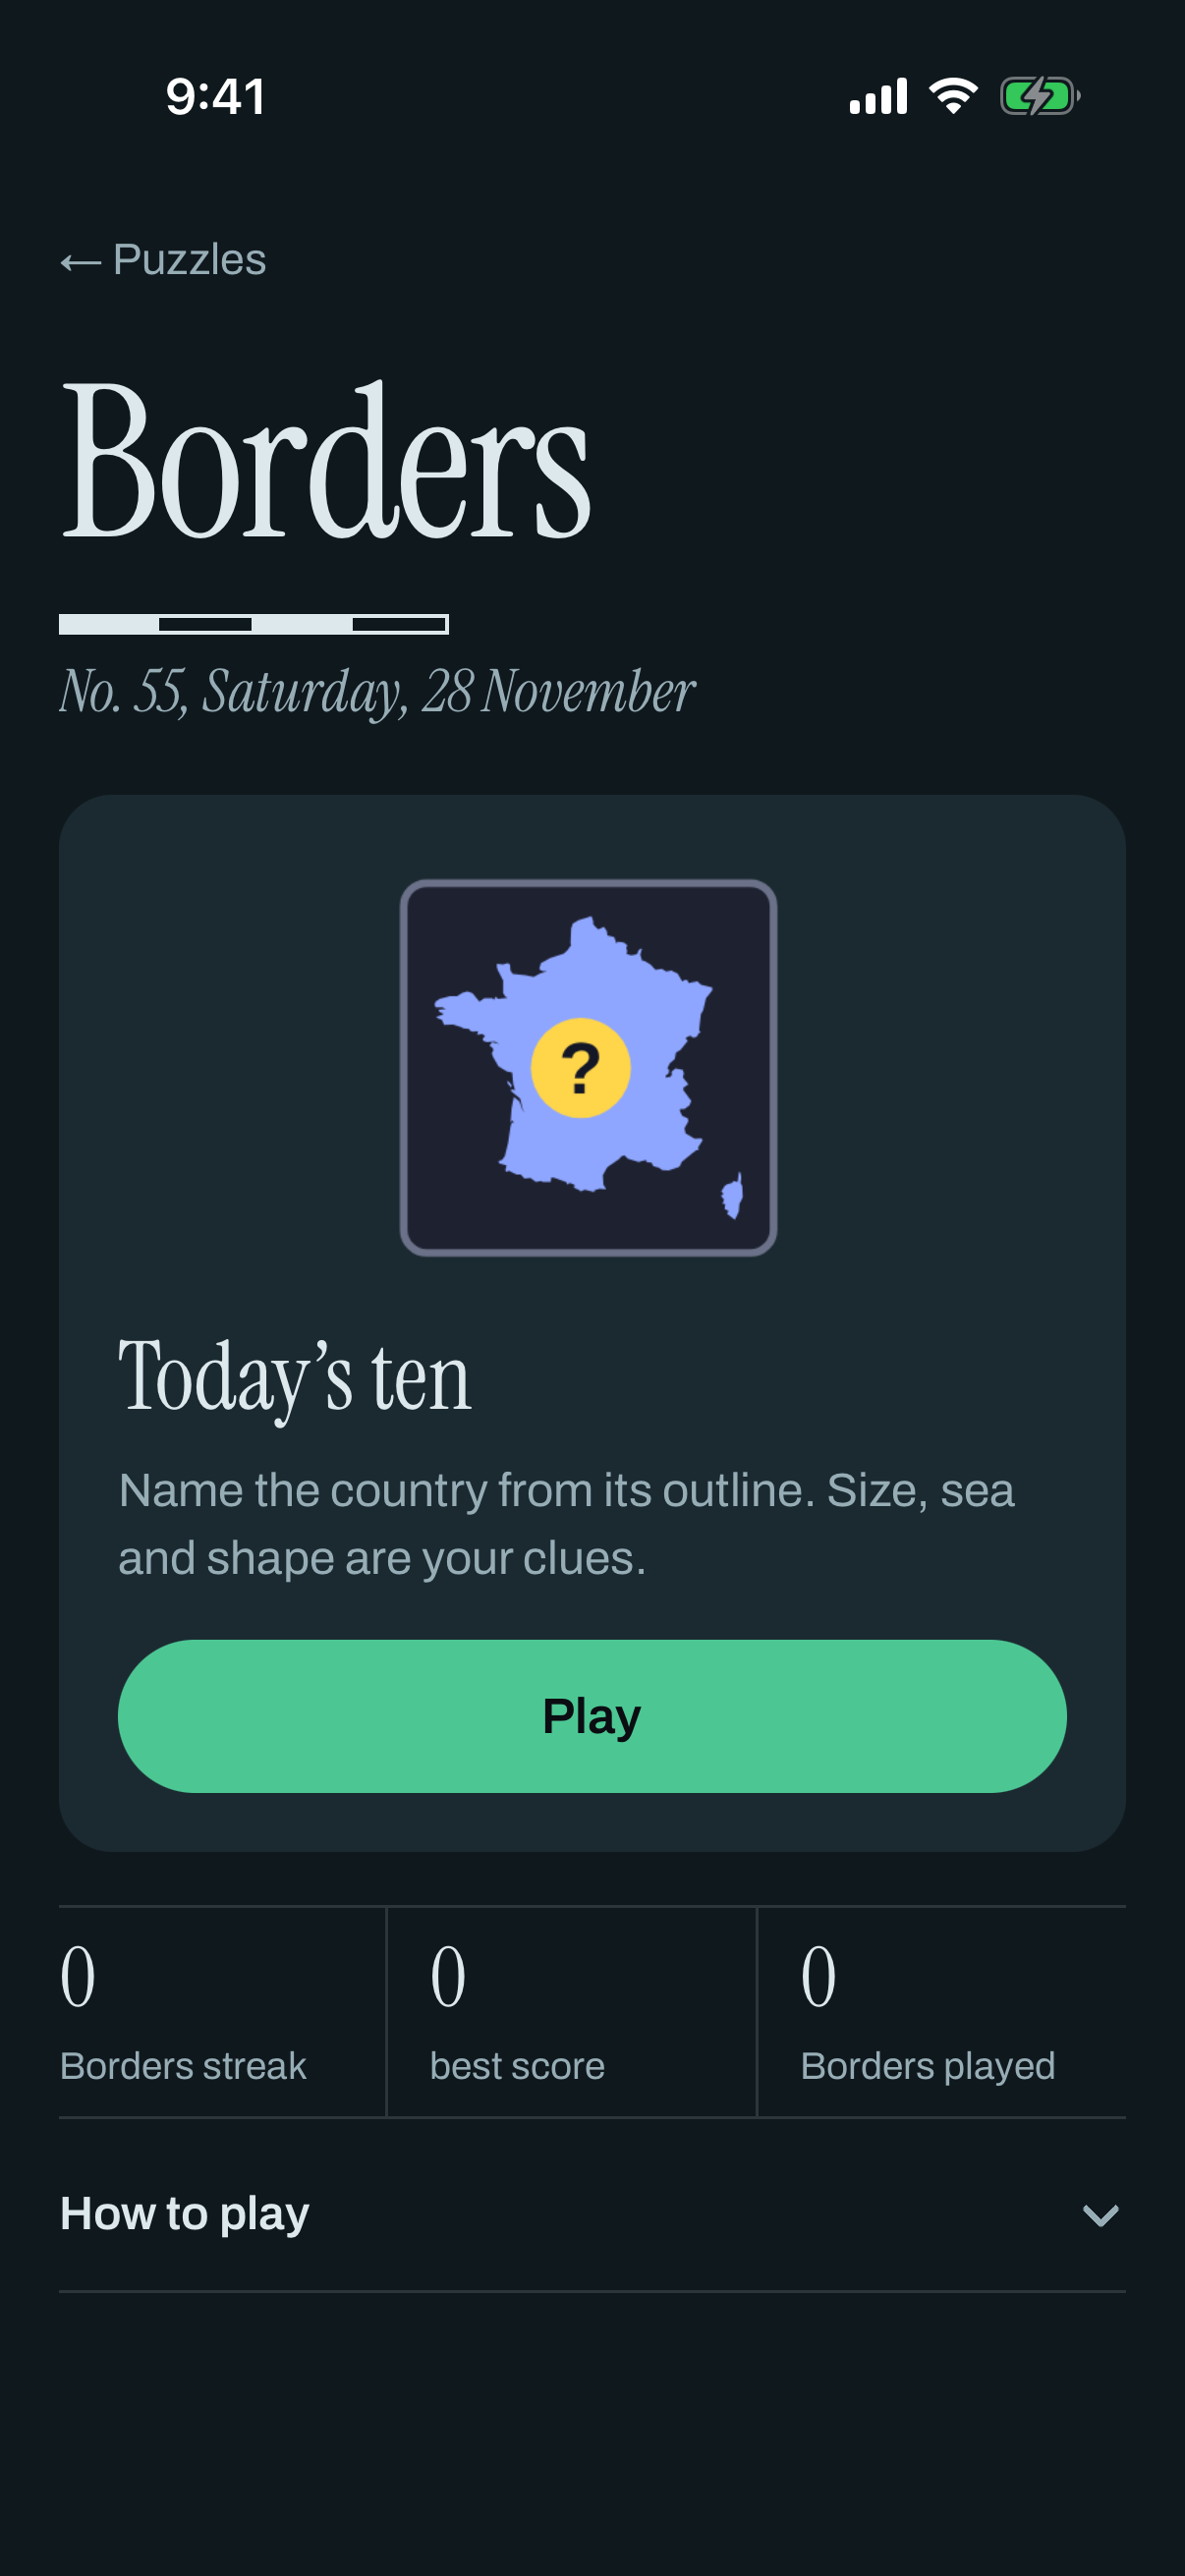 9:41
← Puzzles
Borders
No. 55, Saturday, 28 November
?
Today’s ten
Name the country from its outline. Size, sea
and shape are your clues.
Play
0
Borders streak
0
best score
0
Borders played
How to play